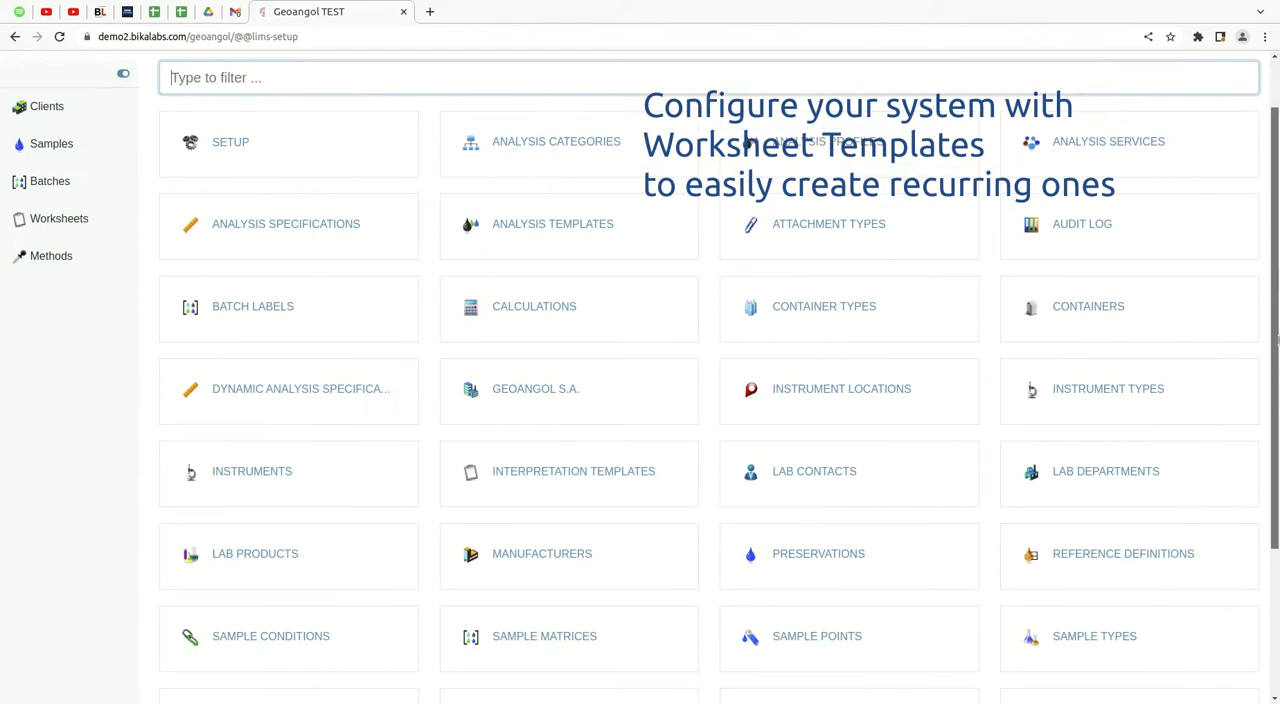 BL
Geoangol TEST
demo2.bikalabs.com/geoangol/@@lims-setup
Type to filter ...
Configure your system with
Worksheet Templates
to easily create recurring ones
Clients
Samples
Batches
Worksheets
Methods
SETUP
ANALYSIS CATEGORIES
ANALYSIS PROFILES
ANALYSIS SERVICES
ANALYSIS SPECIFICATIONS
ANALYSIS TEMPLATES
ATTACHMENT TYPES
AUDIT LOG
BATCH LABELS
CALCULATIONS
CONTAINER TYPES
CONTAINERS
DYNAMIC ANALYSIS SPECIFICA...
GEOANGOL S.A.
INSTRUMENT LOCATIONS
INSTRUMENT TYPES
INSTRUMENTS
INTERPRETATION TEMPLATES
LAB CONTACTS
LAB DEPARTMENTS
LAB PRODUCTS
MANUFACTURERS
PRESERVATIONS
REFERENCE DEFINITIONS
SAMPLE CONDITIONS
SAMPLE MATRICES
SAMPLE POINTS
SAMPLE TYPES